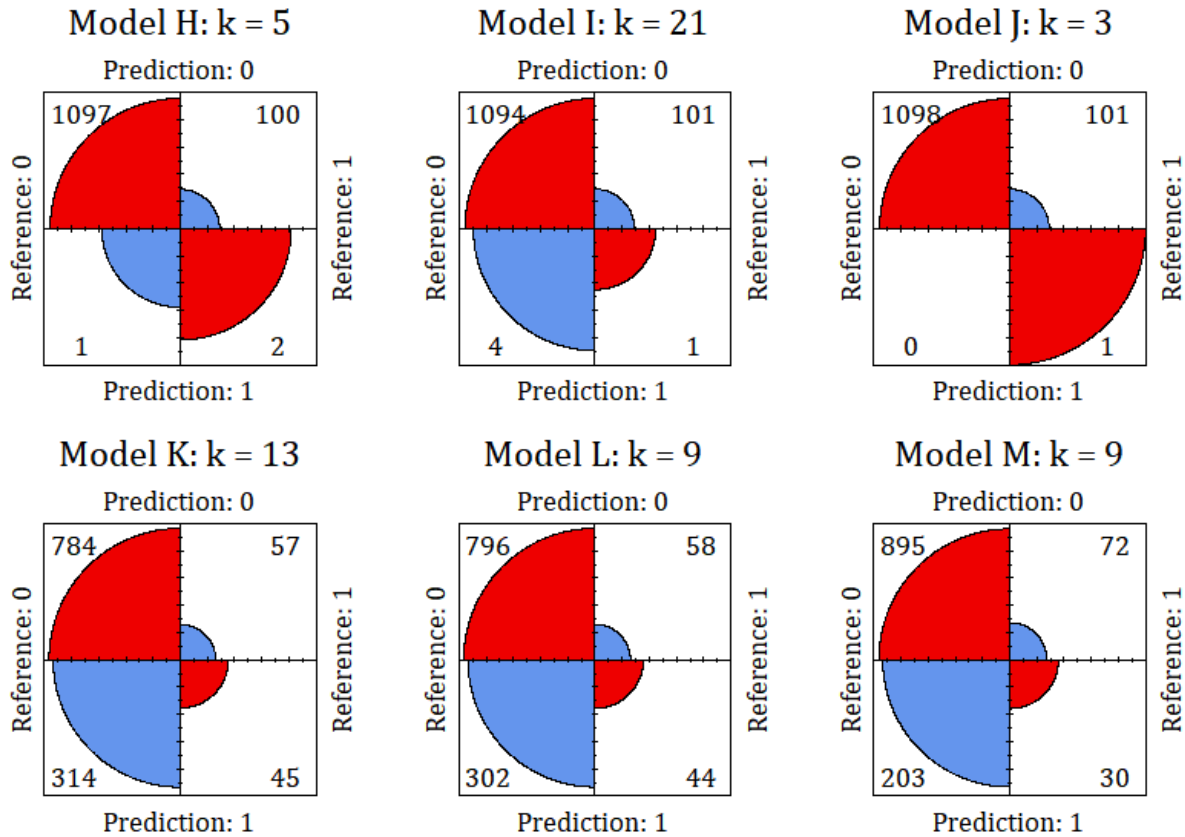 Model H: k = 5
Prediction: 0
1097 100
Reference: 0
Reference: 1
1 2
Prediction: 1
Model I: k = 21
Prediction: 0
1094 101
Reference: 0
Reference: 1
4 1
Prediction: 1
Model J: k = 3
Prediction: 0
1098 101
Reference: 0
Reference: 1
0 1
Prediction: 1
Model K: k = 13
Prediction: 0
784 57
Reference: 0
Reference: 1
314 45
Prediction: 1
Model L: k = 9
Prediction: 0
796 58
Reference: 0
Reference: 1
302 44
Prediction: 1
Model M: k = 9
Prediction: 0
895 72
Reference: 0
Reference: 1
203 30
Prediction: 1